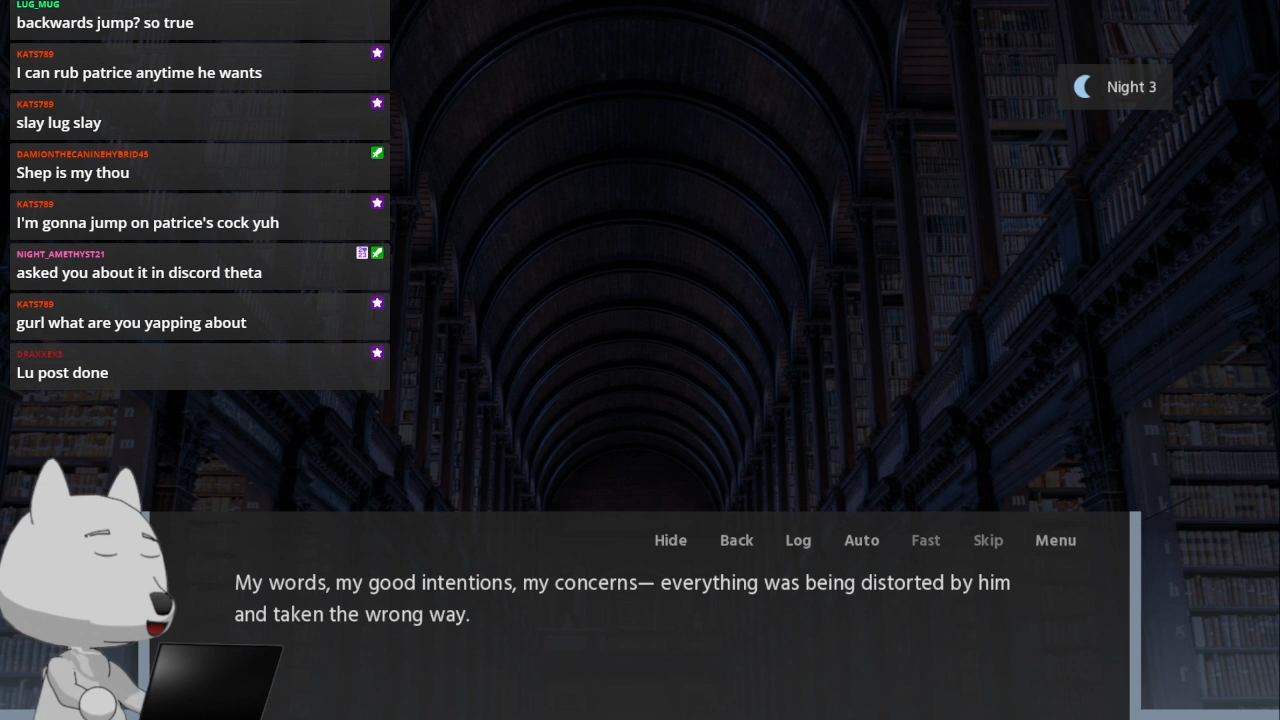 LUG_MUG
backwards jump? so true
KATS789
I can rub patrice anytime he wants
KATS789
slay lug slay
DAMIONTHECANINEHYBRID45
Shep is my thou
KATS789
I'm gonna jump on patrice's cock yuh
NIGHT_AMETHYST21
asked you about it in discord theta
KATS789
gurl what are you yapping about
DRAXXEKS
Lu post done
Night 3
Hide Back Log Auto Fast Skip Menu
My words, my good intentions, my concerns— everything was being distorted by him
and taken the wrong way.